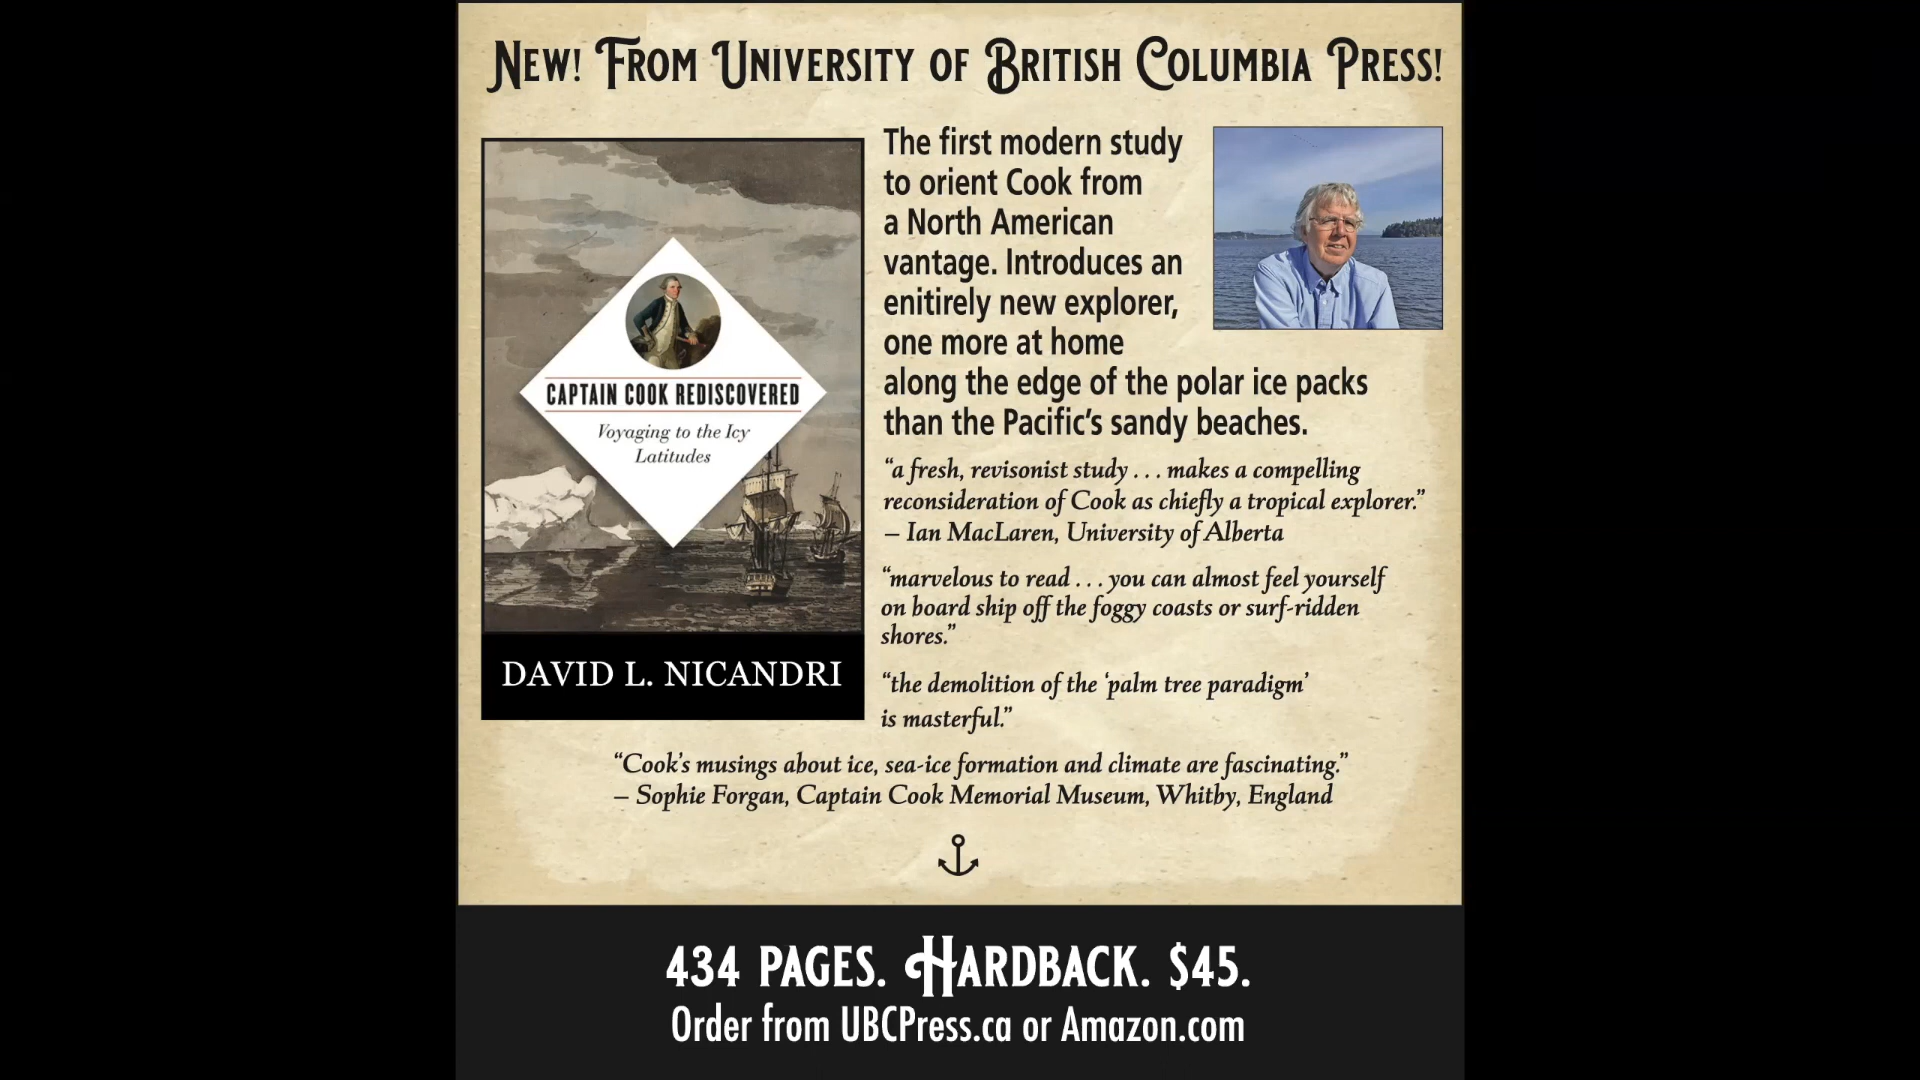 New! From University of British Columbia Press!
CAPTAIN COOK REDISCOVERED
Voyaging to the Icy
Latitudes
DAVID L. NICANDRI
The first modern study
to orient Cook from
a North American
vantage. Introduces an
enitirely new explorer,
one more at home
along the edge of the polar ice packs
than the Pacific's sandy beaches.
“a fresh, revisonist study . . . makes a compelling
reconsideration of Cook as chiefly a tropical explorer.”
– Ian MacLaren, University of Alberta
“marvelous to read . . . you can almost feel yourself
on board ship off the foggy coasts or surf-ridden
shores.”
“the demolition of the ‘palm tree paradigm’
is masterful.”
“Cook's musings about ice, sea-ice formation and climate are fascinating.”
– Sophie Forgan, Captain Cook Memorial Museum, Whitby, England
434 pages. Hardback. $45.
Order from UBCPress.ca or Amazon.com